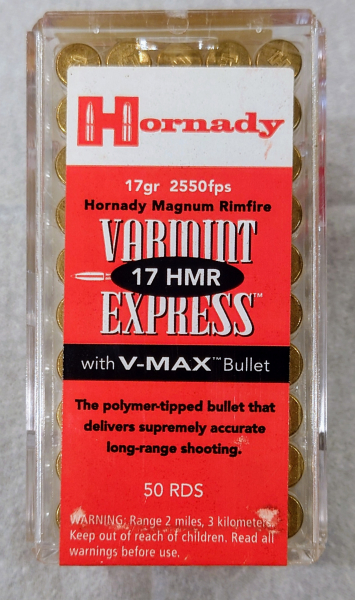 Hornady
17gr 2550fps
Hornady Magnum Rimfire
VARMINT
17 HMR
EXPRESS™
with V-MAX™ Bullet
The polymer-tipped bullet that
delivers supremely accurate
long-range shooting.
50 RDS
WARNING: Range 2 miles, 3 kilometers.
Keep out of reach of children. Read all
warnings before use.